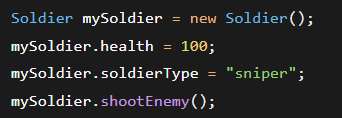 Soldier mySoldier = new Soldier();
mySoldier.health = 100;
mySoldier.soldierType = "sniper";
mySoldier.shootEnemy();